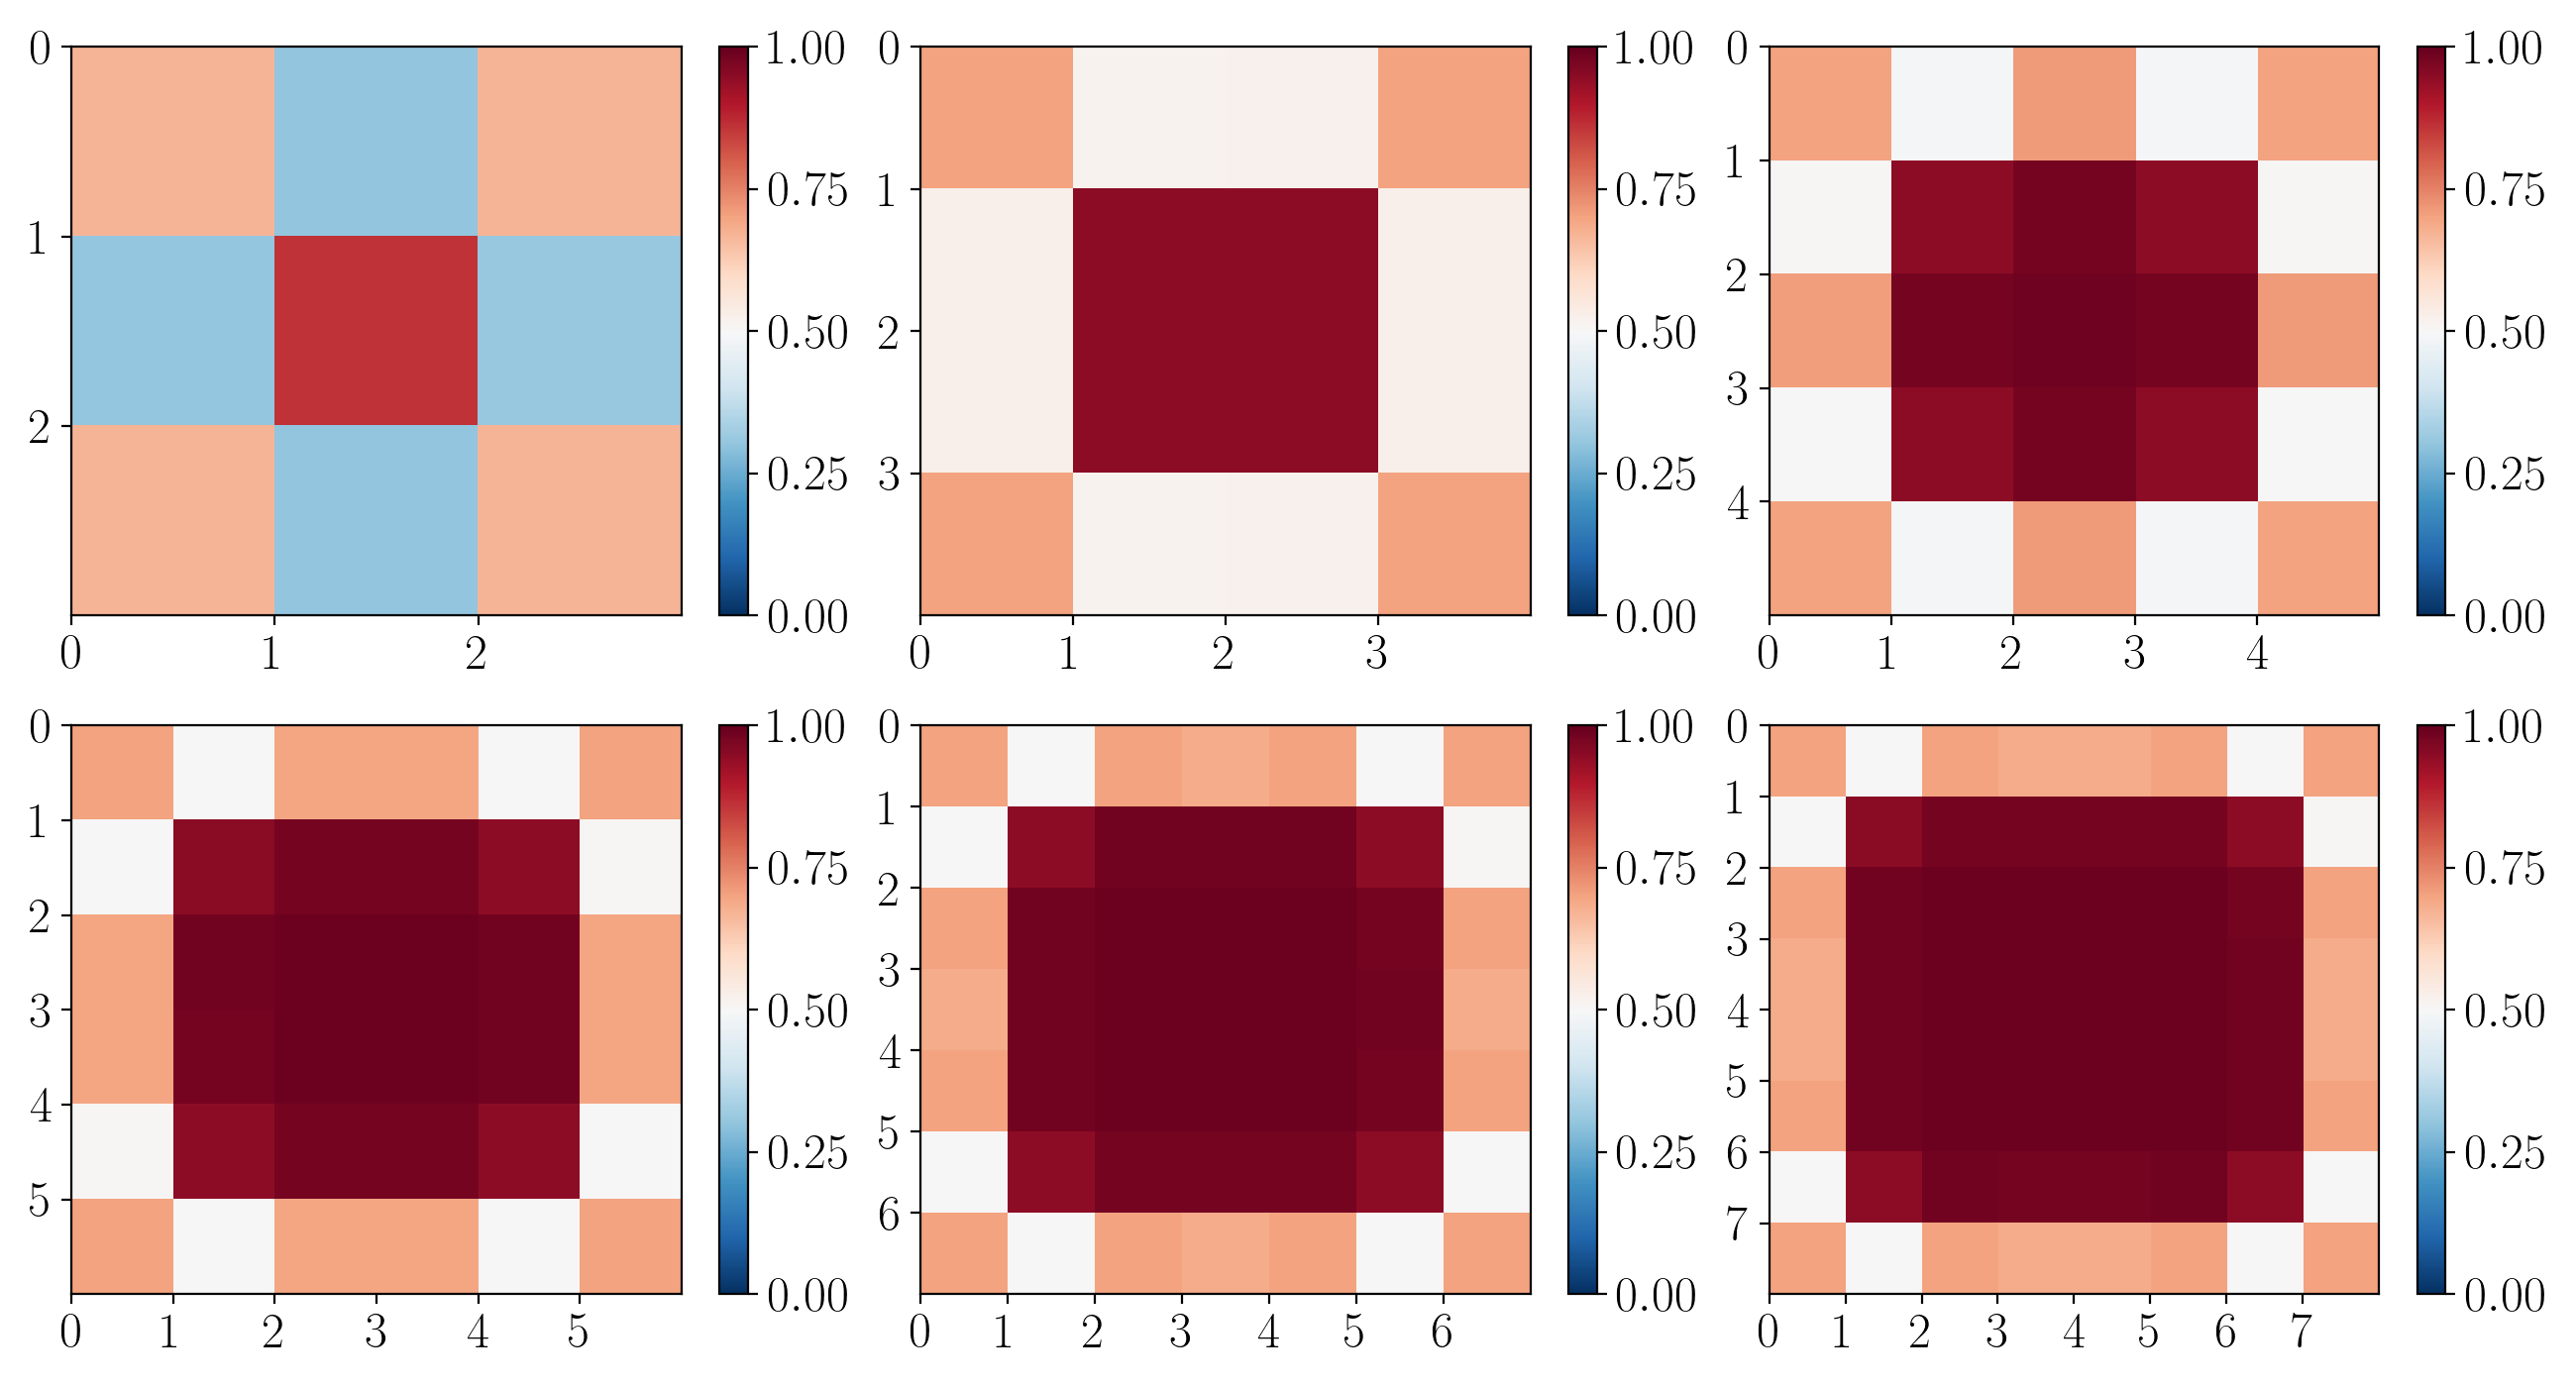 0 1.00 0 1.00 0 1.00
1 0.75 1 0.75 1 0.75
2 0.50 2 0.50 2 0.50
0.25 3 0.25 3 0.25
4
0.00 0.00 0.00
0 1 2 0 1 2 3 0 1 2 3 4
0 1.00 0 1.00 0 1.00
1 0.75 1 0.75 1 0.75
2 2 2
3 0.50 3 0.50 3 0.50
4 4 4
5 0.25 5 0.25 5 0.25
6 6
7
0.00 0.00 0.00
0 1 2 3 4 5 0 1 2 3 4 5 6 0 1 2 3 4 5 6 7